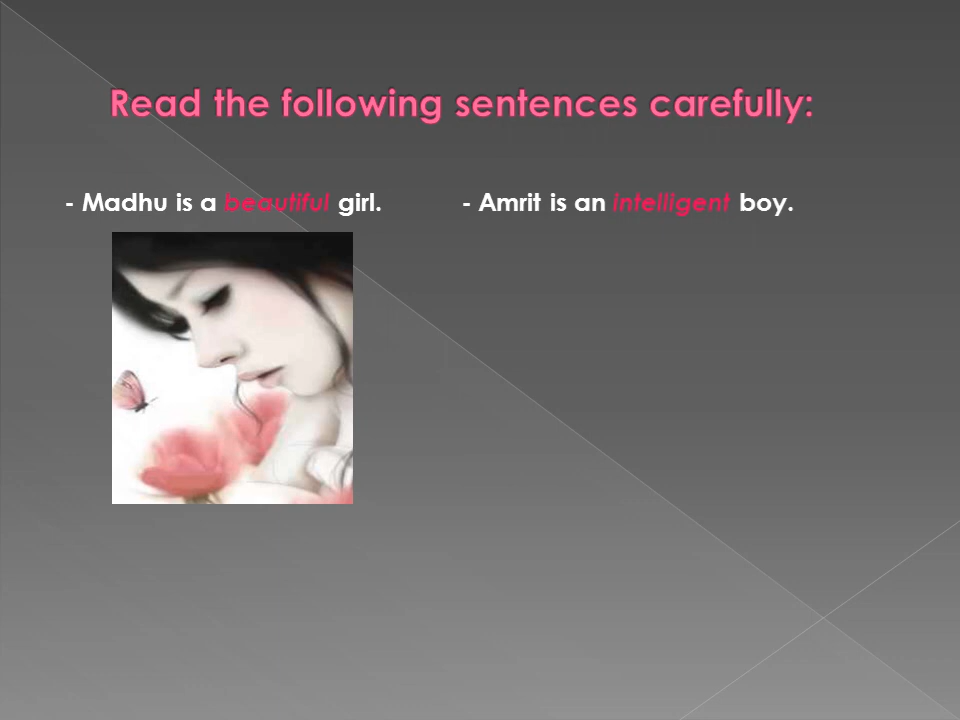 Read the following sentences carefully:
- Madhu is a beautiful girl.
- Amrit is an intelligent boy.